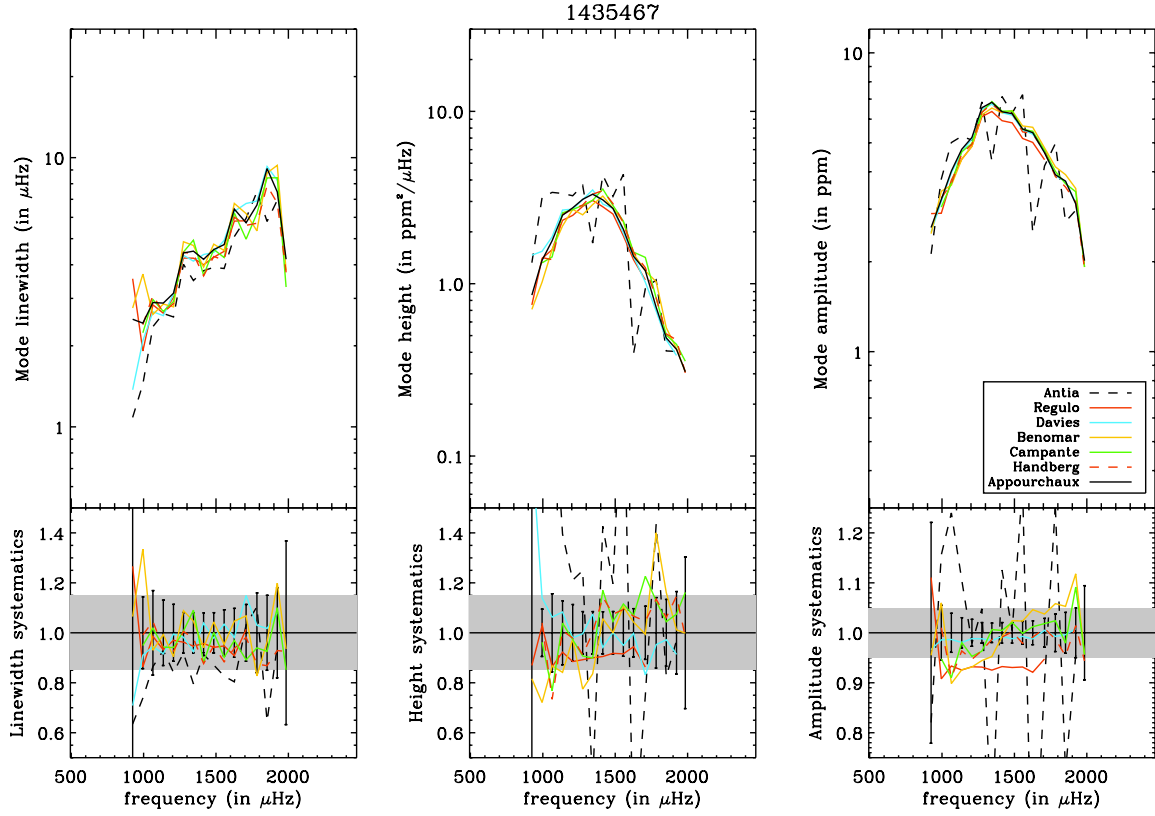 1435467
Mode linewidth (in μHz)
10
1
Mode height (in ppm²/μHz)
10.0
1.0
0.1
Mode amplitude (in ppm)
10
1
Antia
Regulo
Davies
Benomar
Campante
Handberg
Appourchaux
Linewidth systematics
1.4
1.2
1.0
0.8
0.6
500 1000 1500 2000
frequency (in μHz)
Height systematics
1.4
1.2
1.0
0.8
0.6
500 1000 1500 2000
frequency (in μHz)
Amplitude systematics
1.2
1.1
1.0
0.9
0.8
500 1000 1500 2000
frequency (in μHz)